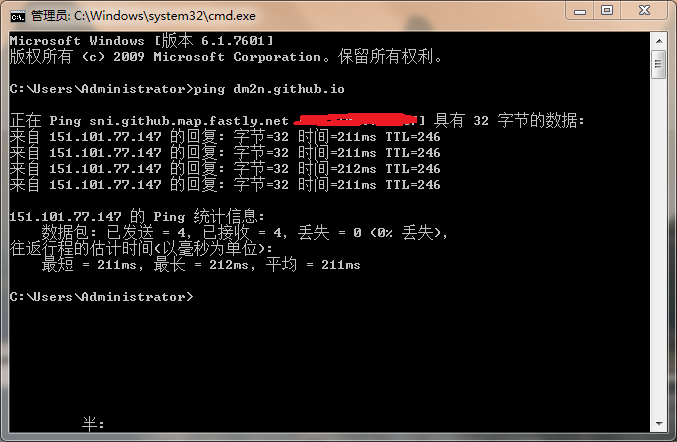 管理员: C:\Windows\system32\cmd.exe
Microsoft Windows [版本 6.1.7601]
版权所有 (c) 2009 Microsoft Corporation。保留所有权利。
C:\Users\Administrator>ping dm2n.github.io
正在 Ping sni.github.map.fastly.net ] 具有 32 字节的数据:
来自 151.101.77.147 的回复: 字节=32 时间=211ms TTL=246
来自 151.101.77.147 的回复: 字节=32 时间=211ms TTL=246
来自 151.101.77.147 的回复: 字节=32 时间=212ms TTL=246
来自 151.101.77.147 的回复: 字节=32 时间=211ms TTL=246
151.101.77.147 的 Ping 统计信息:
数据包: 已发送 = 4, 已接收 = 4, 丢失 = 0 (0% 丢失),
往返行程的估计时间(以毫秒为单位):
最短 = 211ms, 最长 = 212ms, 平均 = 211ms
C:\Users\Administrator>
半: